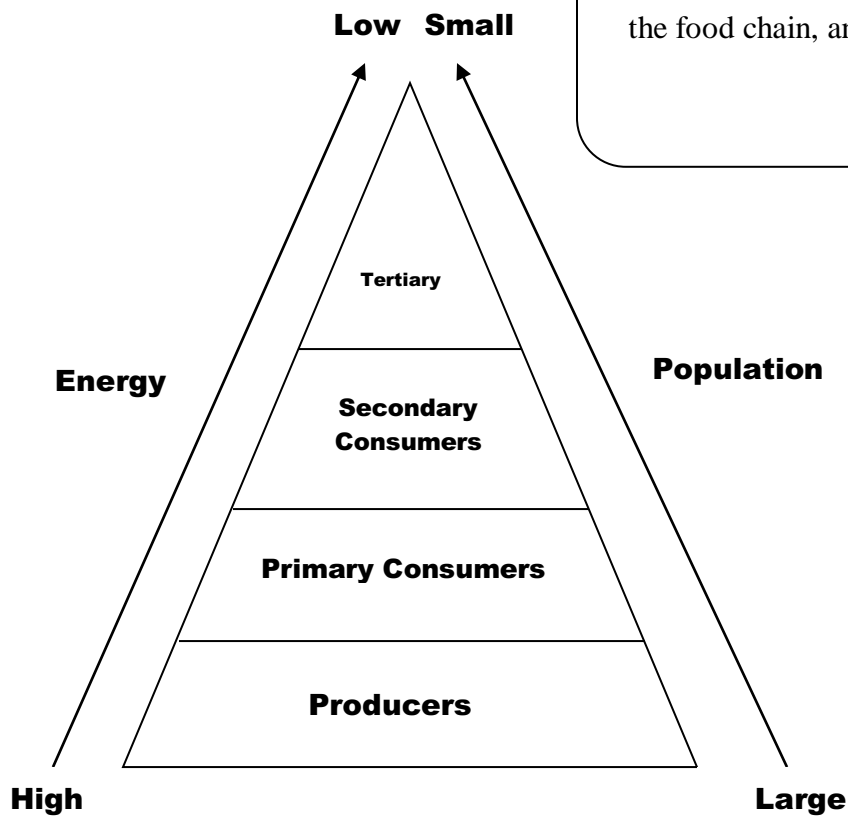 the food chain, an
Low Small
Tertiary
Energy
Population
Secondary
Consumers
Primary Consumers
Producers
High
Large